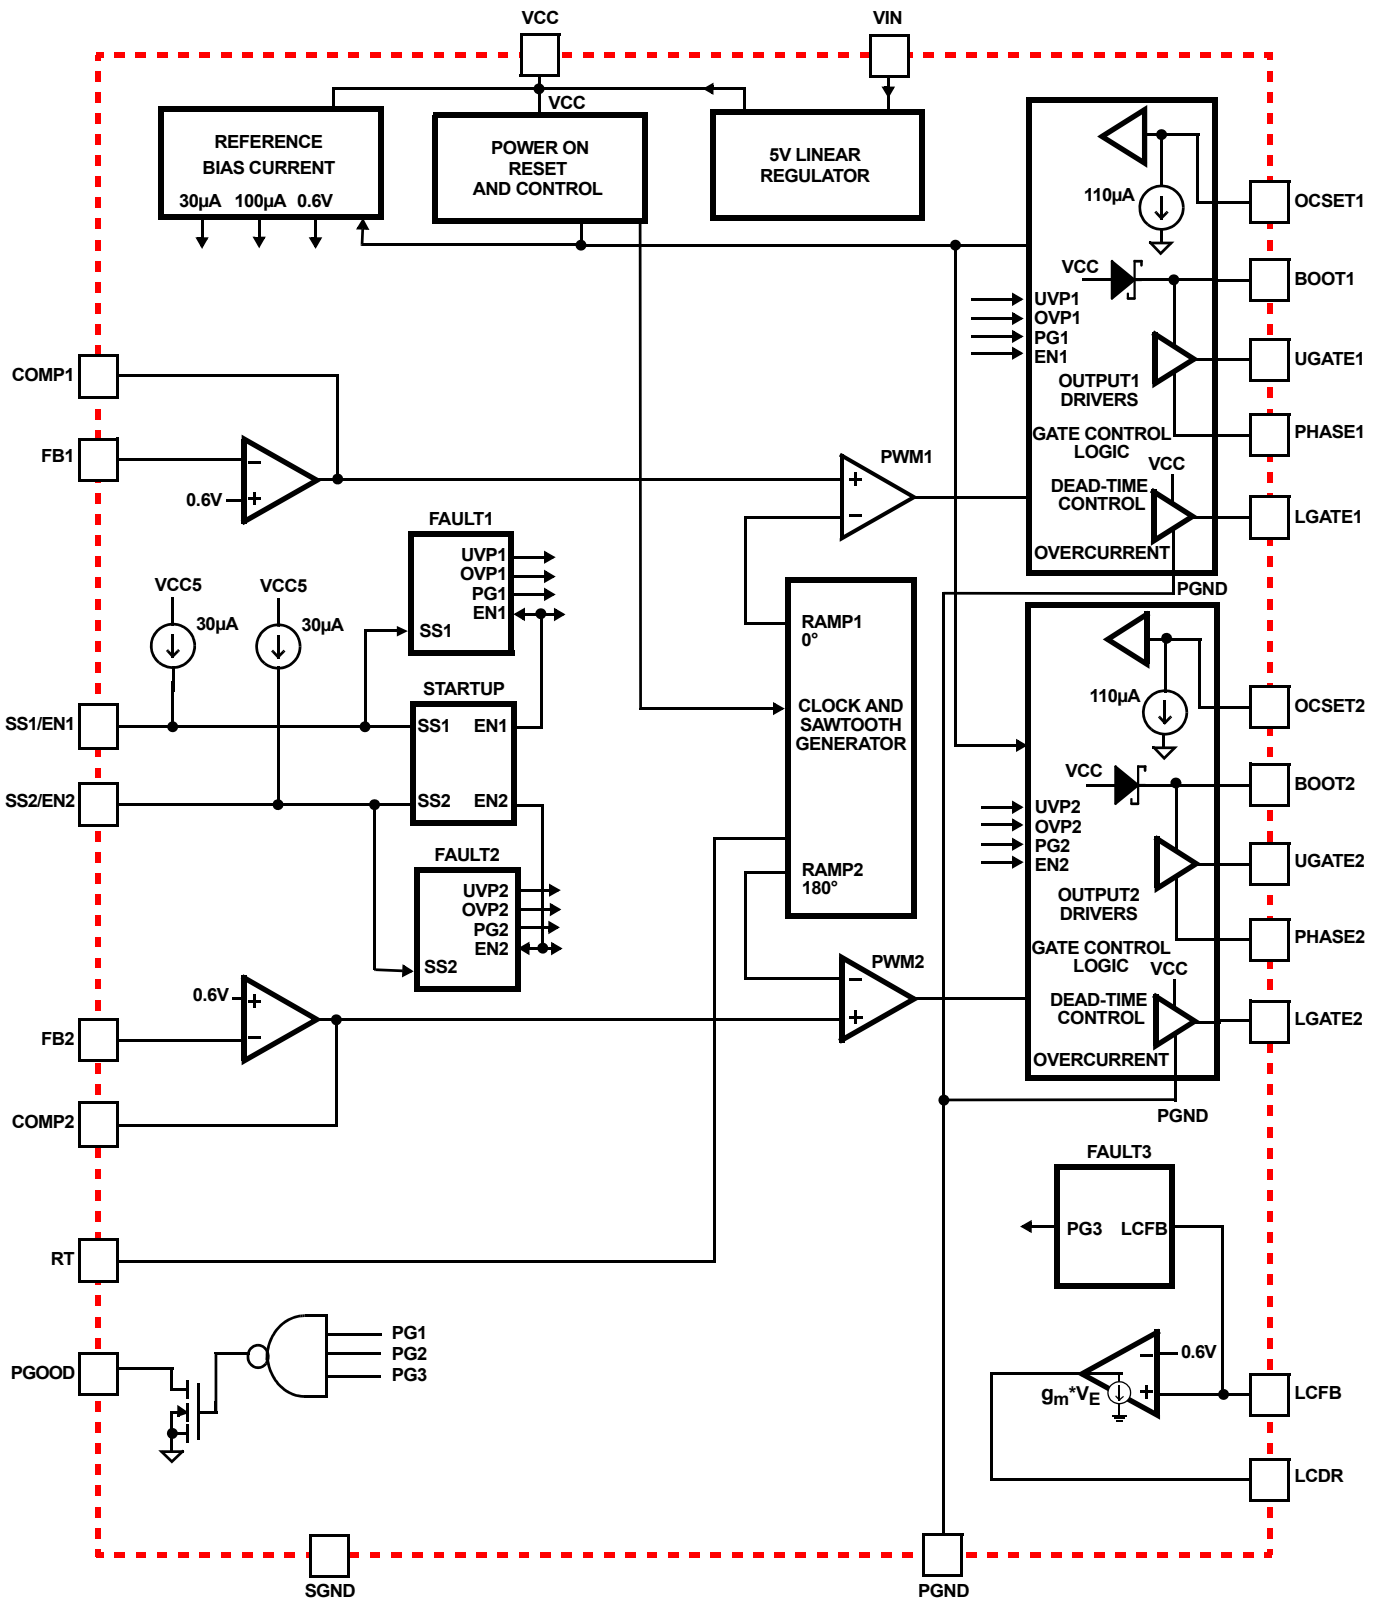 VCC
VIN
VCC
REFERENCE
BIAS CURRENT
30µA 100µA 0.6V
POWER ON
RESET
AND CONTROL
5V LINEAR
REGULATOR
110µA
OCSET1
VCC
BOOT1
UVP1
OVP1
PG1
EN1
UGATE1
OUTPUT1
DRIVERS
PHASE1
GATE CONTROL
LOGIC
VCC
DEAD-TIME
CONTROL
LGATE1
OVERCURRENT
PGND
COMP1
FB1
−
0.6V
+
PWM1
+
−
FAULT1
UVP1
OVP1
PG1
EN1
SS1
VCC5
30µA
VCC5
30µA
RAMP1
0°
CLOCK AND
SAWTOOTH
GENERATOR
RAMP2
180°
STARTUP
SS1 EN1
SS2 EN2
SS1/EN1
SS2/EN2
FAULT2
UVP2
OVP2
PG2
EN2
SS2
110µA
OCSET2
VCC
BOOT2
UVP2
OVP2
PG2
EN2
UGATE2
OUTPUT2
DRIVERS
PHASE2
GATE CONTROL
LOGIC
VCC
DEAD-TIME
CONTROL
LGATE2
OVERCURRENT
PGND
PWM2
−
+
0.6V
+
−
FB2
COMP2
FAULT3
PG3 LCFB
RT
PG1
PG2
PG3
PGOOD
−
0.6V
+
gm*VE
LCFB
LCDR
SGND
PGND